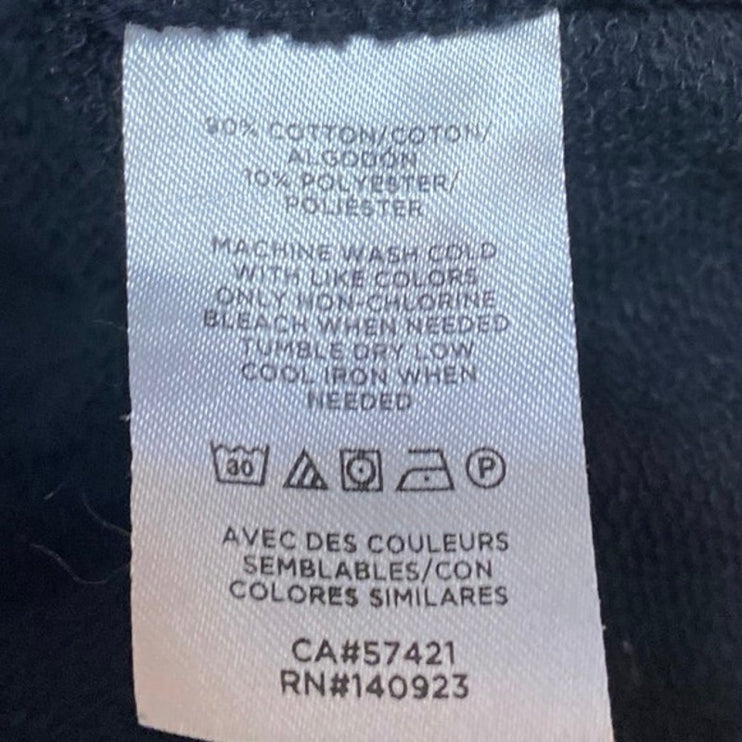 90% COTTON/COTON/
ALGODÓN
10% POLYESTER/
POLIÉSTER
MACHINE WASH COLD
WITH LIKE COLORS
ONLY NON-CHLORINE
BLEACH WHEN NEEDED
TUMBLE DRY LOW
COOL IRON WHEN
NEEDED
30 P
AVEC DES COULEURS
SEMBLABLES/CON
COLORES SIMILARES
CA#57421
RN#140923